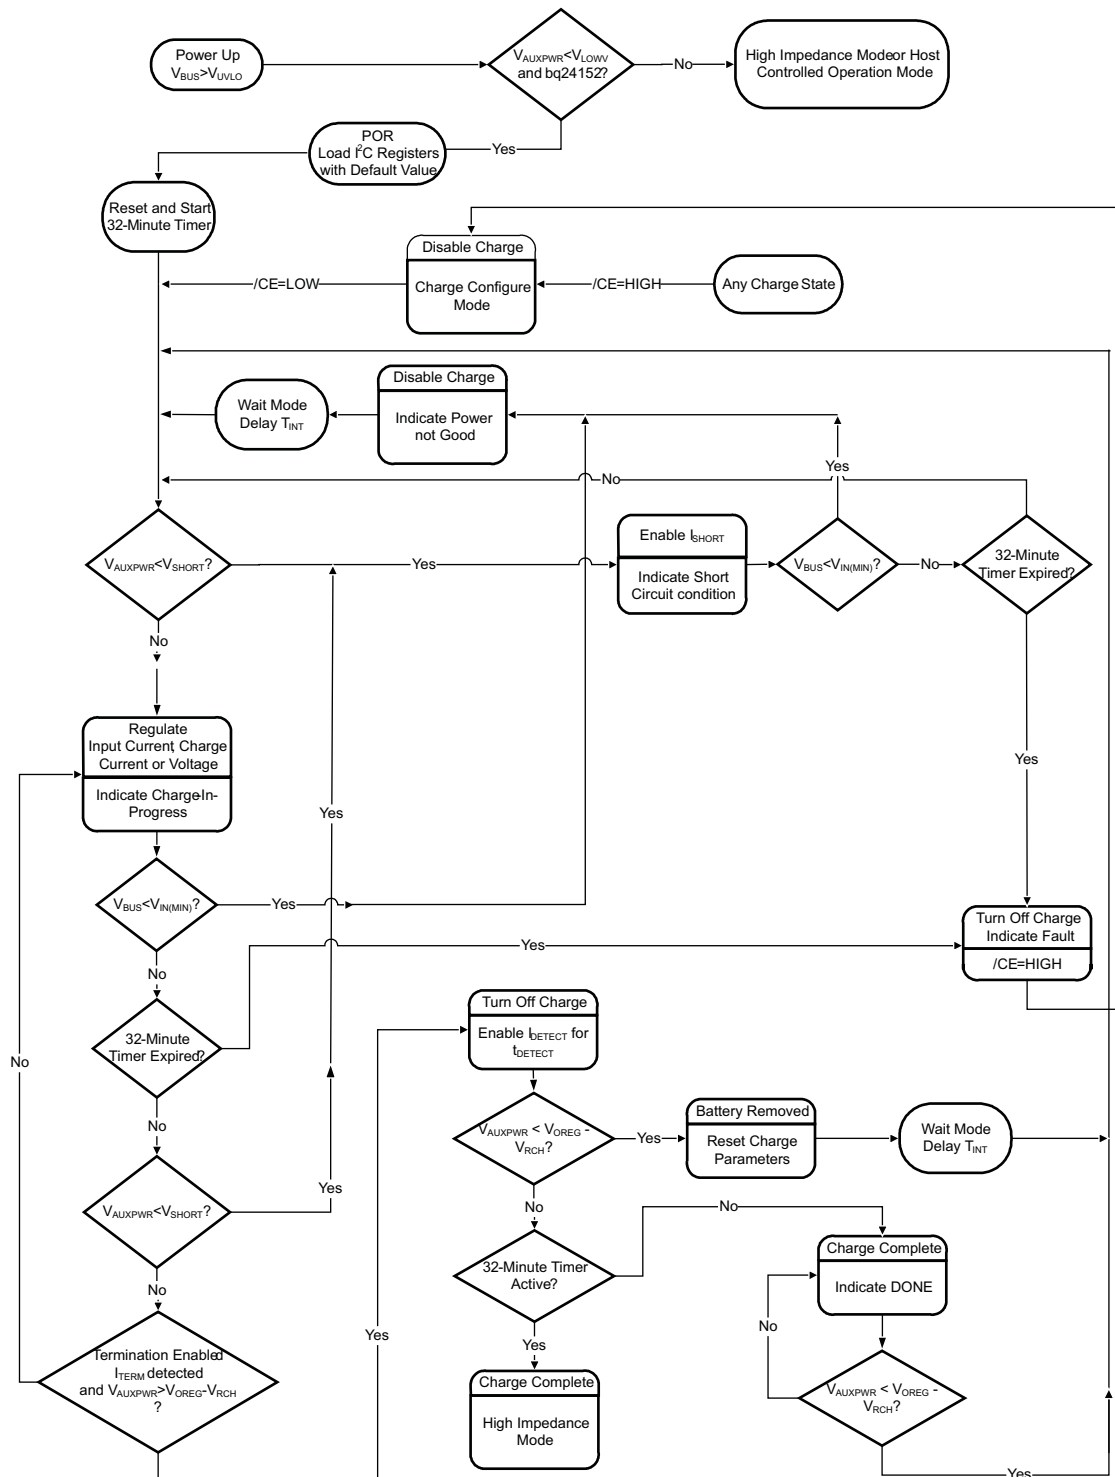 Power Up
VBUS>VUVLO
VAUXPWR<VLOWV
and bq24152?
No
High Impedance Modeor Host
Controlled Operation Mode
Yes
POR
Load I2C Registers
with Default Value
Reset and Start
32-Minute Timer
Disable Charge
Charge Configure
Mode
/CE=LOW
/CE=HIGH
Any Charge State
Disable Charge
Indicate Power
not Good
Wait Mode
Delay TINT
Yes
No
VAUXPWR<VSHORT?
Yes
Enable ISHORT
Indicate Short
Circuit condition
VBUS<VIN(MIN)?
No
32-Minute
Timer Expired?
No
Regulate
Input Current, Charge
Current or Voltage
Indicate Charge-In-
Progress
Yes
Yes
VBUS<VIN(MIN)?
Yes
Turn Off Charge
Indicate Fault
/CE=HIGH
Yes
No
32-Minute
Timer Expired?
No
Turn Off Charge
Enable IDETECT for
tDETECT
No
VAUXPWR < VOREG -
VRCH?
Yes
Battery Removed
Reset Charge
Parameters
Wait Mode
Delay TINT
VAUXPWR<VSHORT?
Yes
No
No
32-Minute Timer
Active?
Charge Complete
Indicate DONE
No
Yes
No
Yes
Termination Enabled
ITERM detected
and VAUXPWR>VOREG-VRCH
?
Charge Complete
High Impedance
Mode
VAUXPWR < VOREG -
VRCH?
Yes